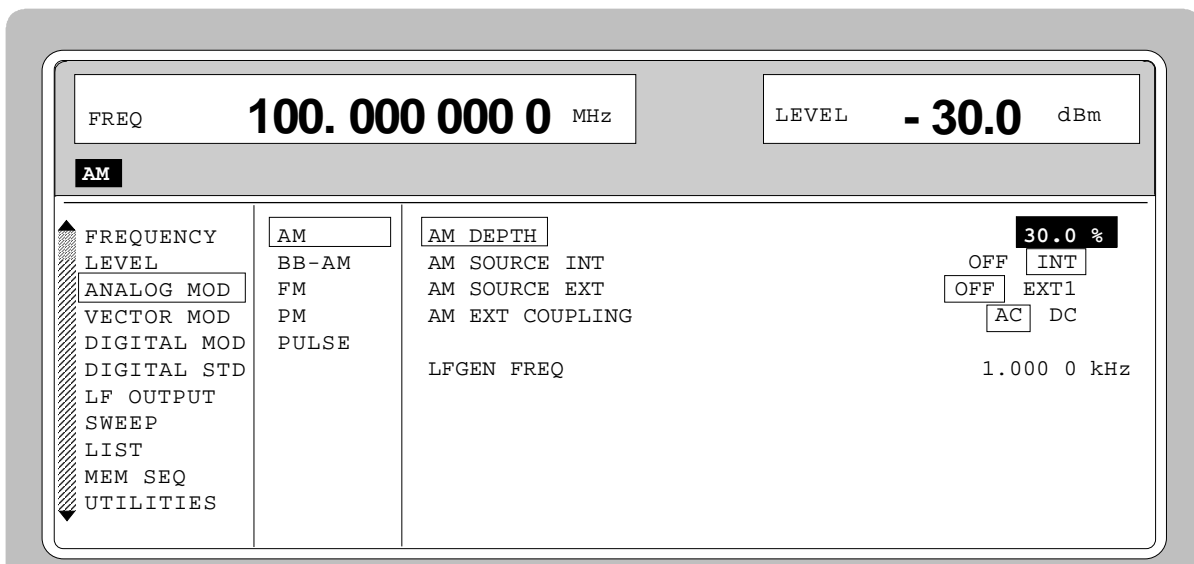 FREQ 100. 000 000 0 MHz LEVEL - 30.0 dBm
AM
FREQUENCY AM AM DEPTH 30.0 %
LEVEL BB-AM AM SOURCE INT OFF INT
ANALOG MOD FM AM SOURCE EXT OFF EXT1
VECTOR MOD PM AM EXT COUPLING AC DC
DIGITAL MOD PULSE
DIGITAL STD LFGEN FREQ 1.000 0 kHz
LF OUTPUT
SWEEP
LIST
MEM SEQ
UTILITIES